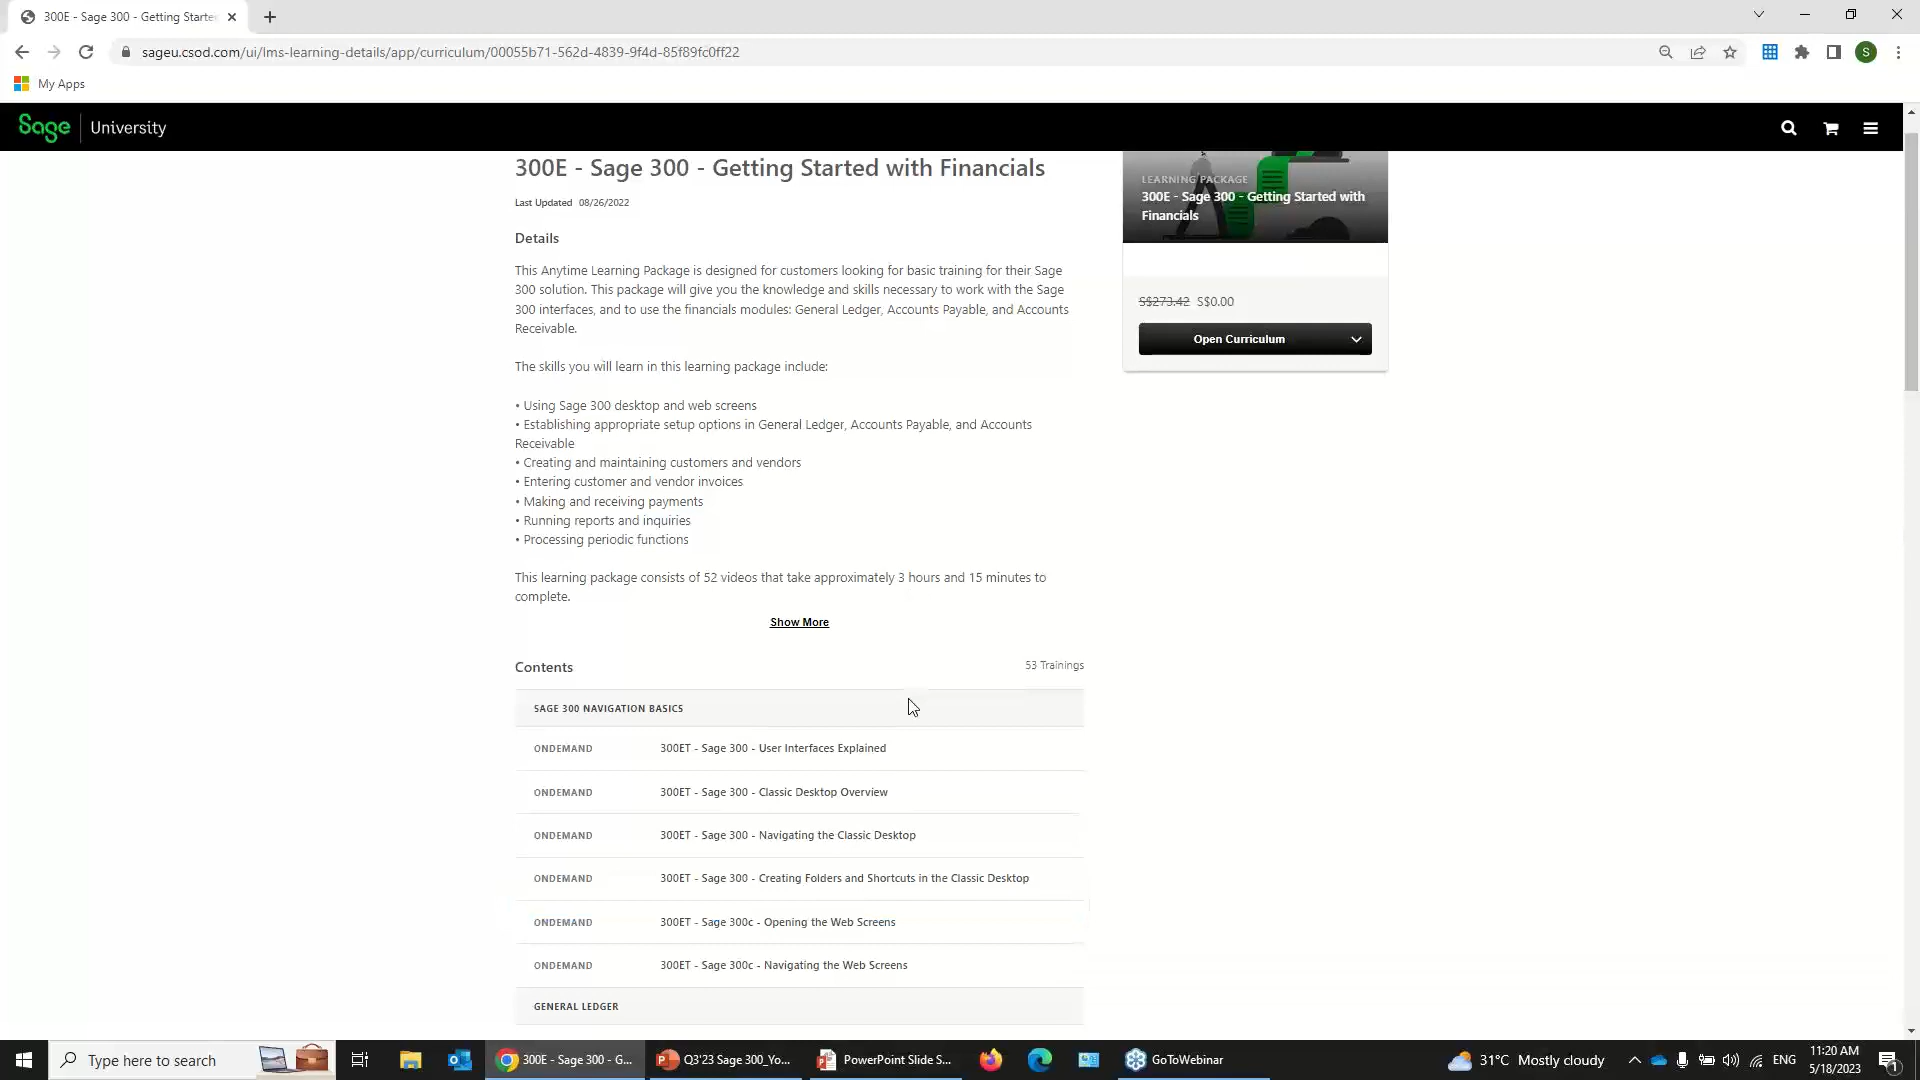 300E - Sage 300 - Getting Starte
sageu.csod.com/ui/lms-learning-details/app/curriculum/00055b71-562d-4839-9f4d-85f89fc0ff22
S
My Apps
Sage University
300E - Sage 300 - Getting Started with Financials
Last Updated 08/26/2022
Details
This Anytime Learning Package is designed for customers looking for basic training for their Sage
300 solution. This package will give you the knowledge and skills necessary to work with the Sage
300 interfaces, and to use the financials modules: General Ledger, Accounts Payable, and Accounts
Receivable.
The skills you will learn in this learning package include:
• Using Sage 300 desktop and web screens
• Establishing appropriate setup options in General Ledger, Accounts Payable, and Accounts
Receivable
• Creating and maintaining customers and vendors
• Entering customer and vendor invoices
• Making and receiving payments
• Running reports and inquiries
• Processing periodic functions
This learning package consists of 52 videos that take approximately 3 hours and 15 minutes to
complete.
Show More
LEARNING PACKAGE
300E - Sage 300 - Getting Started with
Financials
S$273.42 S$0.00
Open Curriculum
Contents
53 Trainings
SAGE 300 NAVIGATION BASICS
ONDEMAND 300ET - Sage 300 - User Interfaces Explained
ONDEMAND 300ET - Sage 300 - Classic Desktop Overview
ONDEMAND 300ET - Sage 300 - Navigating the Classic Desktop
ONDEMAND 300ET - Sage 300 - Creating Folders and Shortcuts in the Classic Desktop
ONDEMAND 300ET - Sage 300c - Opening the Web Screens
ONDEMAND 300ET - Sage 300c - Navigating the Web Screens
GENERAL LEDGER
Type here to search
300E - Sage 300 - G...
Q3'23 Sage 300_Yo...
PowerPoint Slide S...
GoToWebinar
31°C Mostly cloudy
ENG
11:20 AM
5/18/2023
1